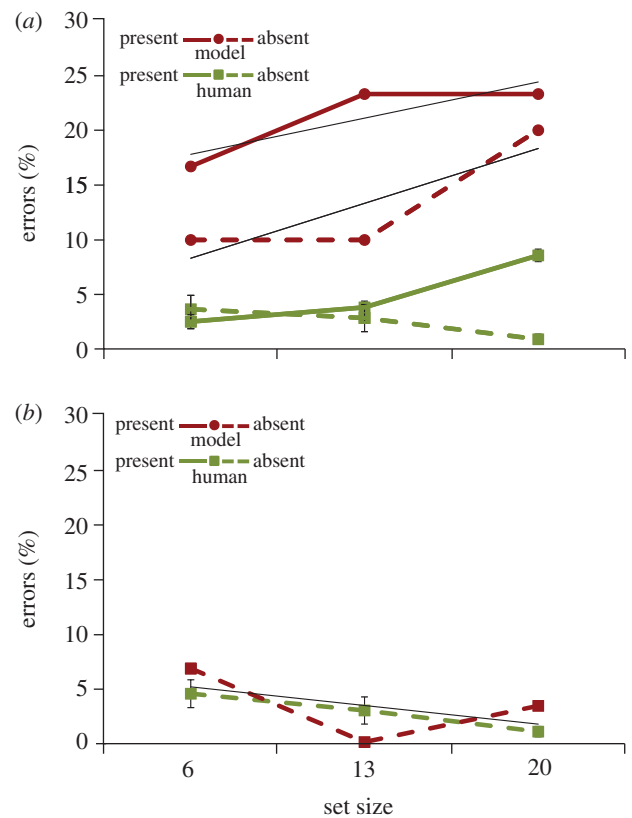 (a)
30
25
20
15
10
5
0
errors (%)
present absent
model
present absent
human
(b)
30
25
20
15
10
5
0
errors (%)
present absent
model
present absent
human
6 13 20
set size